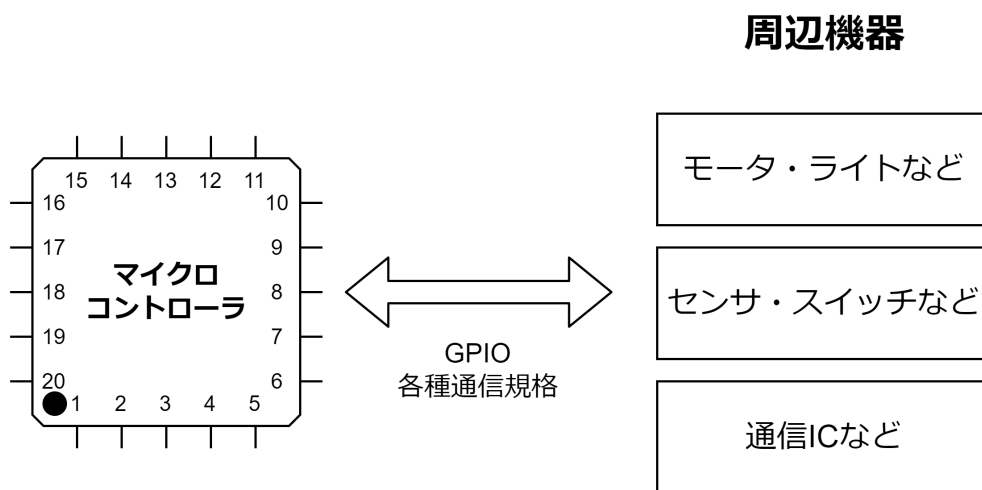 周辺機器
モータ・ライトなど
15 14 13 12 11
16 10
17 9
マイクロ
18 8
コントローラ
センサ・スイッチなど
19 7
GPIO
20 6
各種通信規格
1 2 3 4 5
通信ICなど